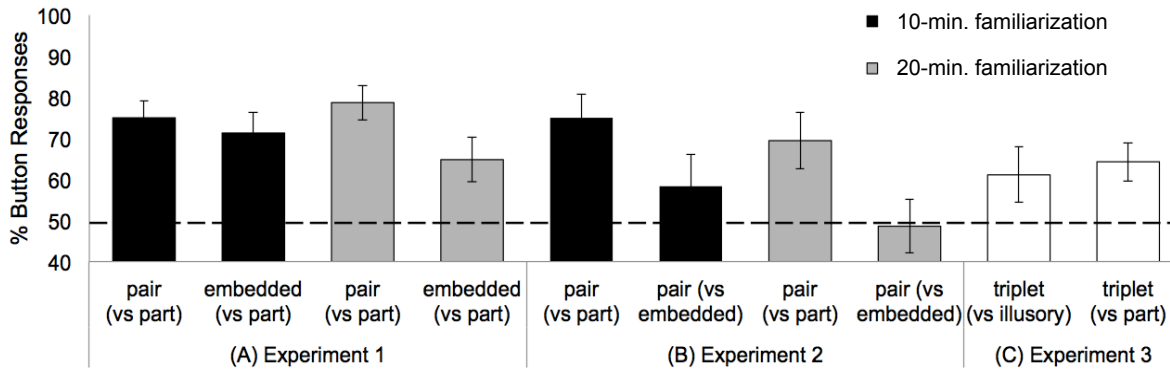 % Button Responses
100
90
80
70
60
50
40
10-min. familiarization
20-min. familiarization
pair (vs part)
embedded (vs part)
pair (vs part)
embedded (vs part)
pair (vs part)
pair (vs embedded)
pair (vs part)
pair (vs embedded)
triplet (vs illusory)
triplet (vs part)
(A) Experiment 1
(B) Experiment 2
(C) Experiment 3